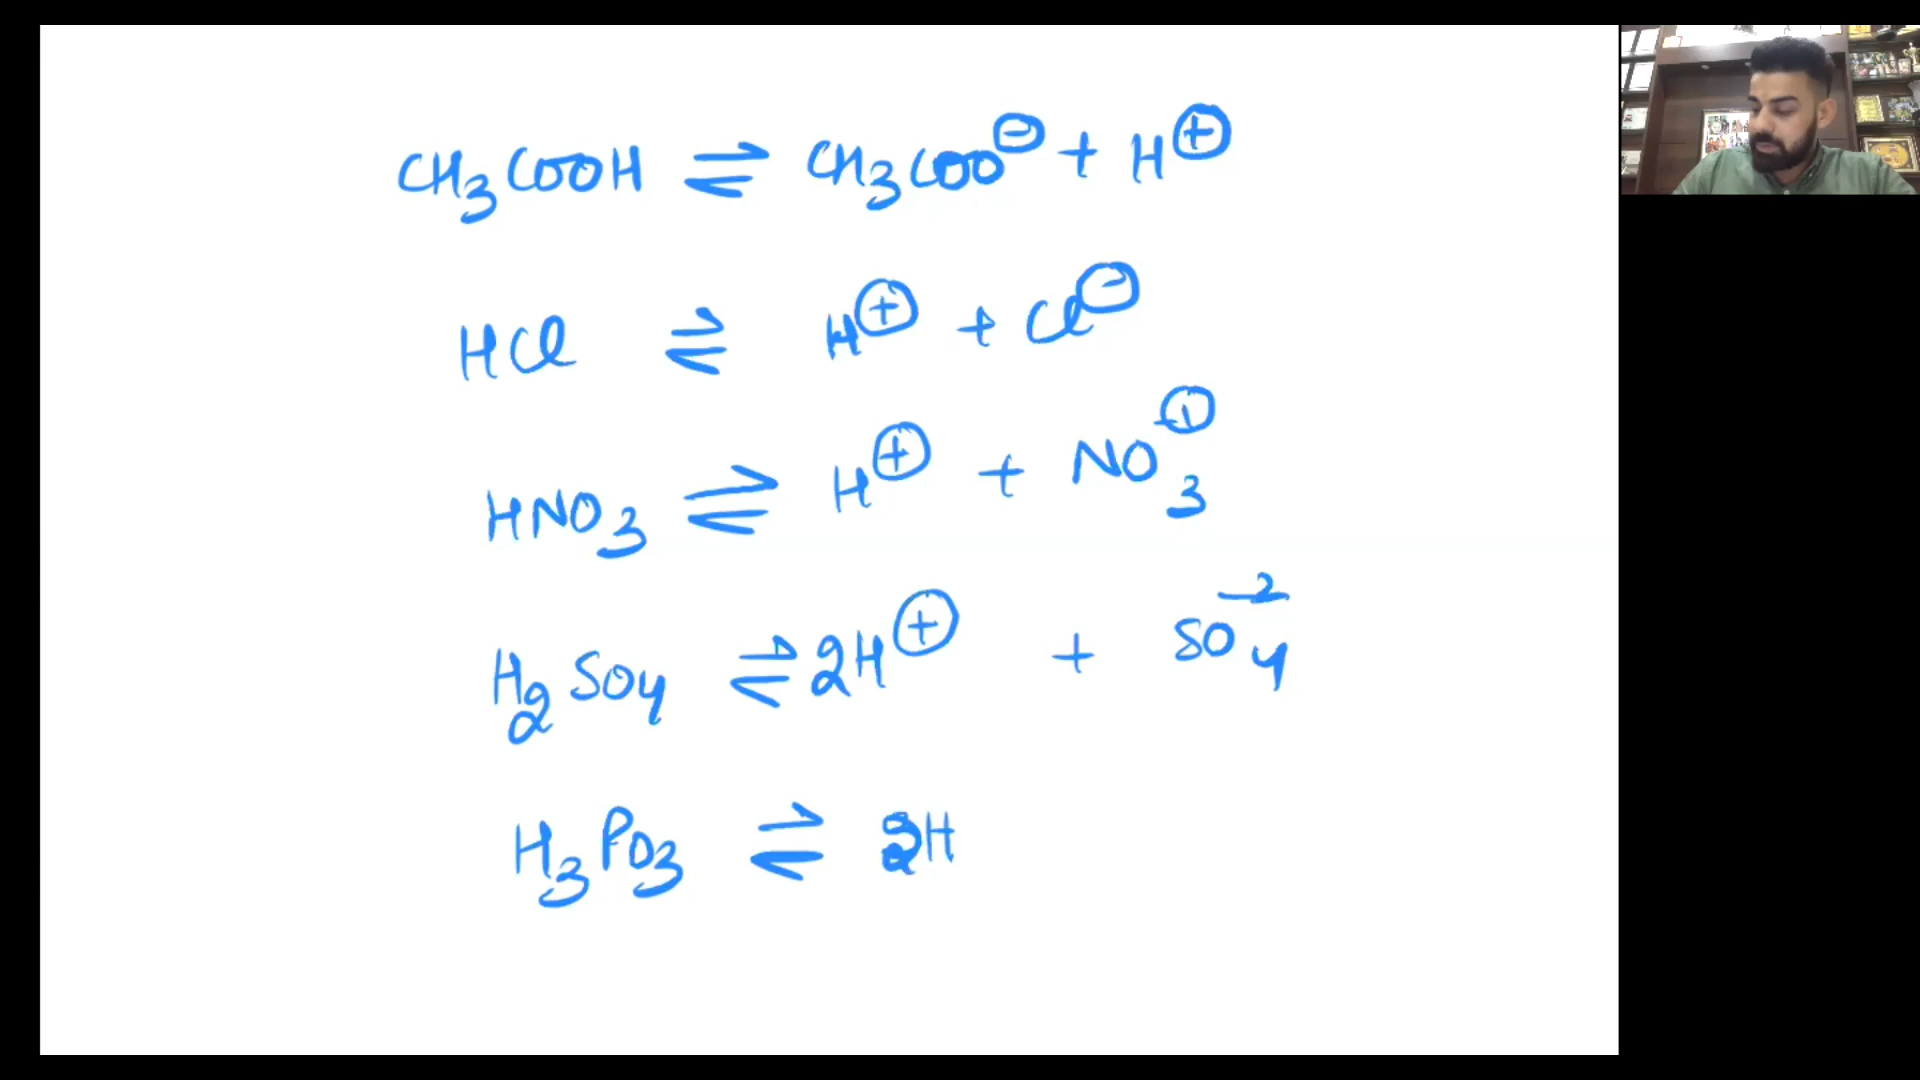 CH₃COOH ⇌ CH₃COO⊖ + H⊕
HCl ⇌ H⊕ + Cl⊖
HNO₃ ⇌ H⊕ + NO₃
H₂SO₄ ⇌ 2H⊕ + SO₄⁻²
H₃PO₃ ⇌ 2H